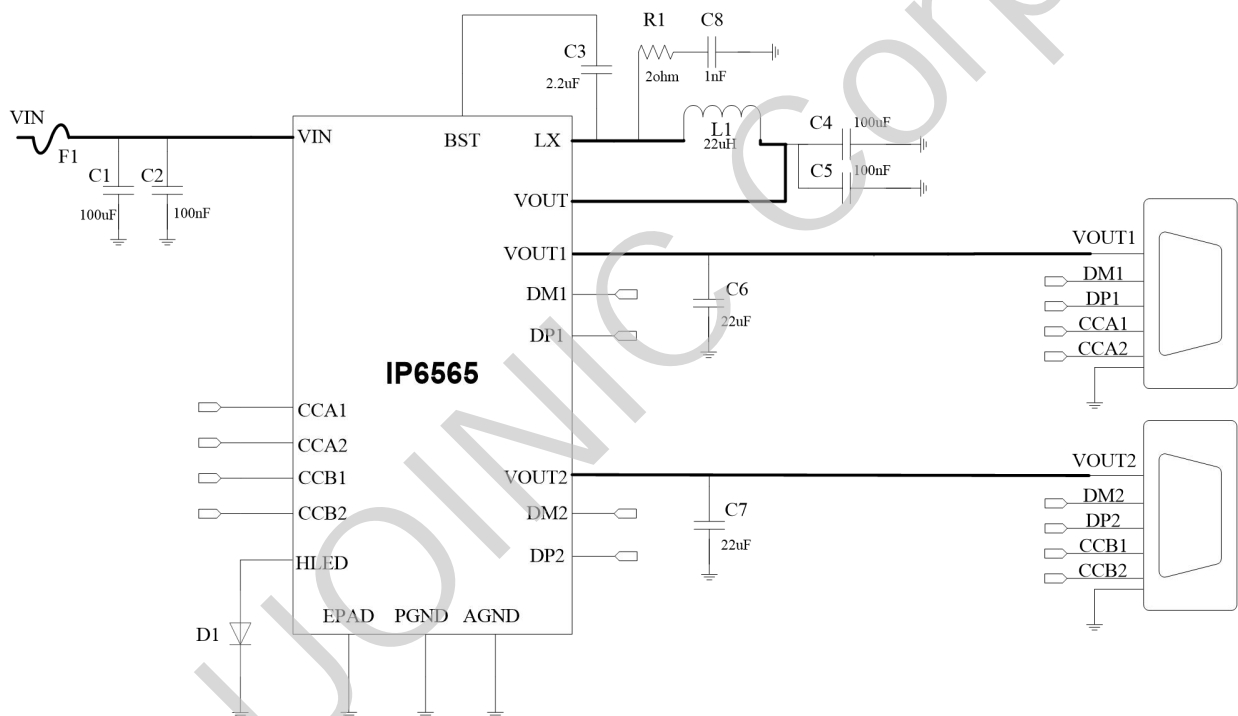 R1 C8
C3
2.2uF 2ohm 1nF
VIN
VIN BST LX
F1
L1
22uH
C4 100uF
C5 100nF
C1 C2
100uF 100nF
VOUT
VOUT1 VOUT1
DM1 DM1
C6
22uF
DP1 DP1
CCA1
CCA2
IP6565
CCA1
CCA2
CCB1
CCB2
VOUT2 VOUT2
DM2 DM2
C7
22uF
DP2 DP2
CCB1
CCB2
HLED
EPAD PGND AGND
D1